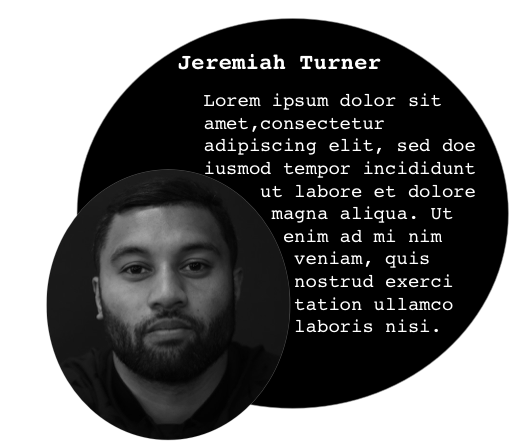 Jeremiah Turner
Lorem ipsum dolor sit
amet,consectetur
adipiscing elit, sed doe
iusmod tempor incididunt
ut labore et dolore
magna aliqua. Ut
enim ad mi nim
veniam, quis
nostrud exerci
tation ullamco
laboris nisi.